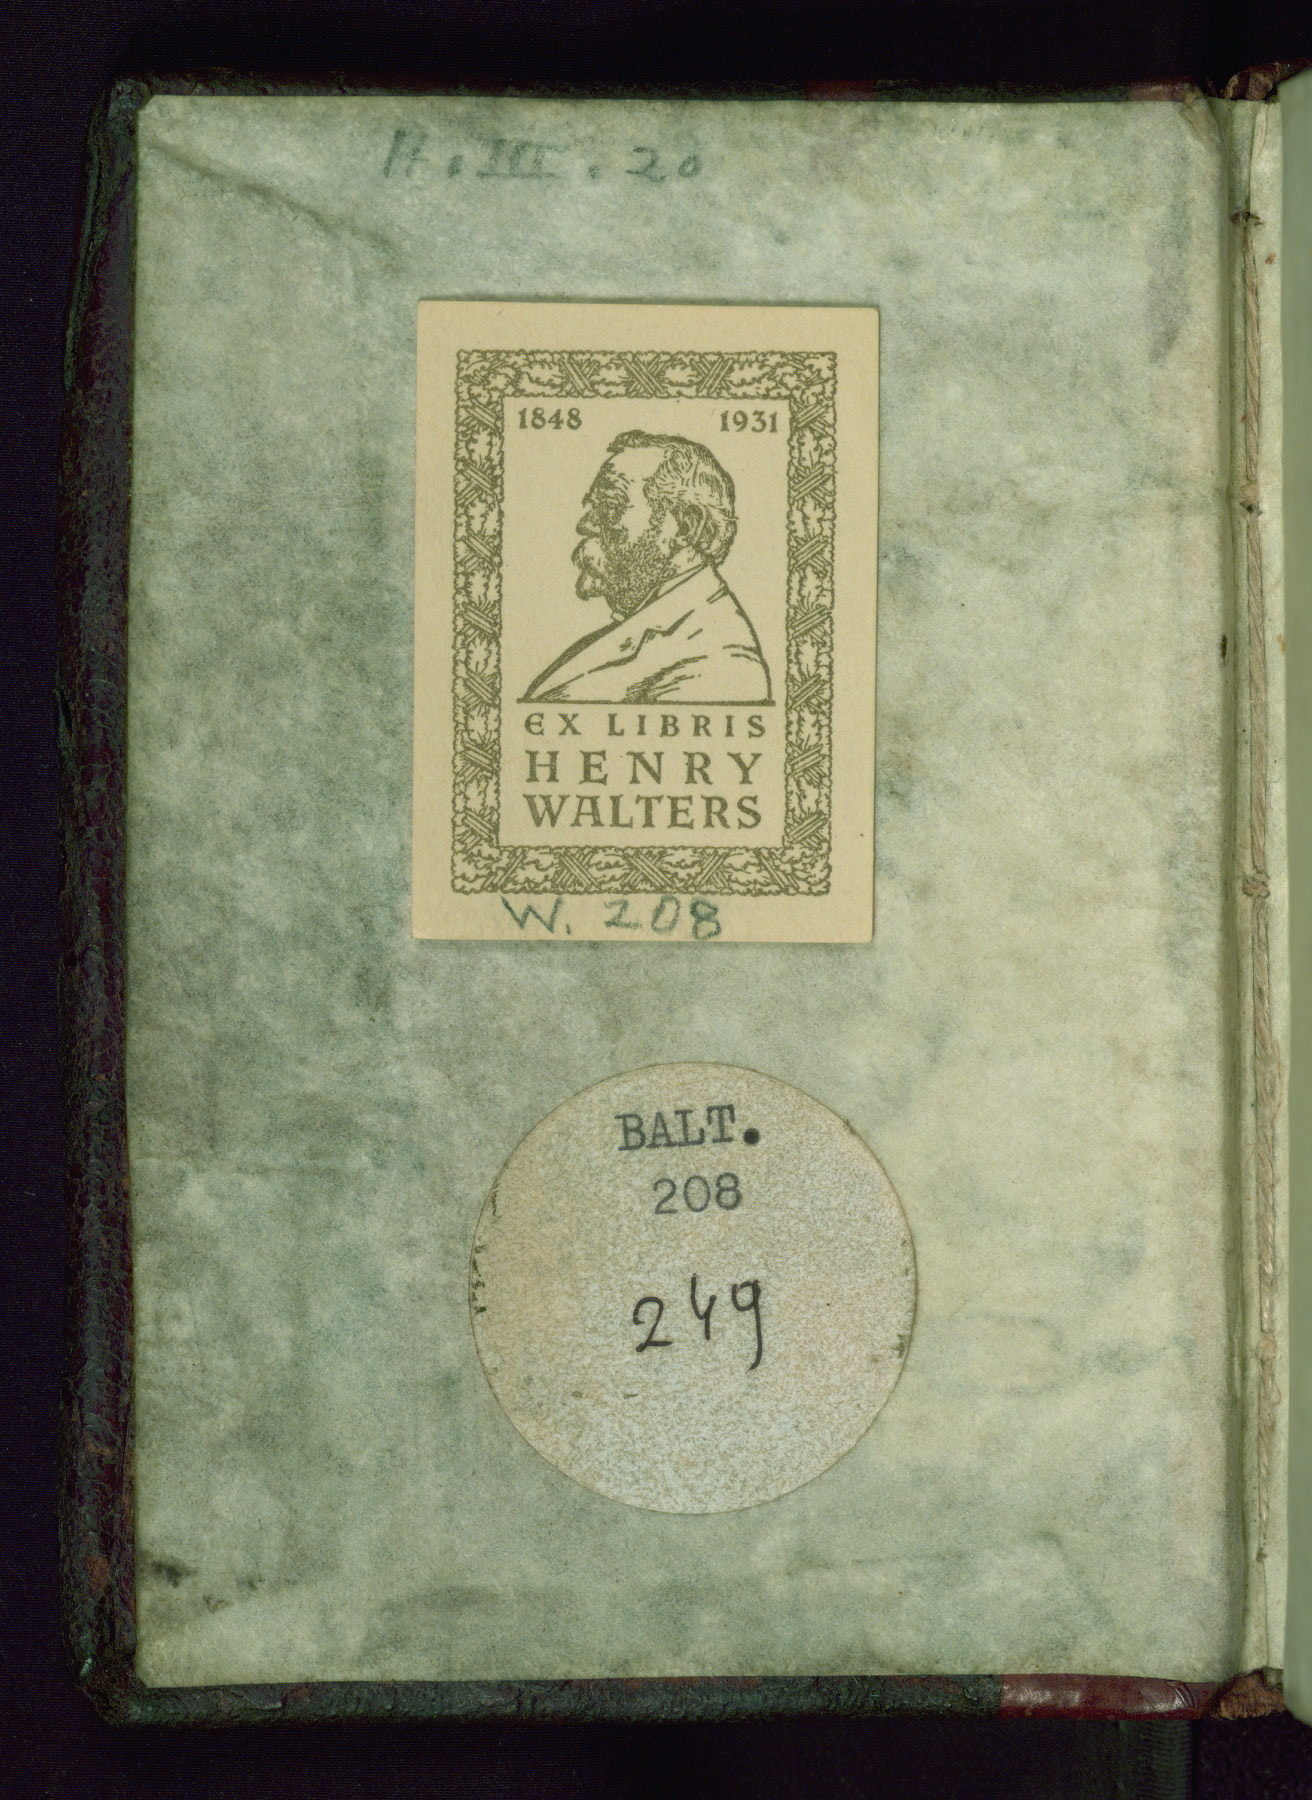 H. III. 20
1848 1931
EX LIBRIS
HENRY
WALTERS
W. 208
BALT.
208
249